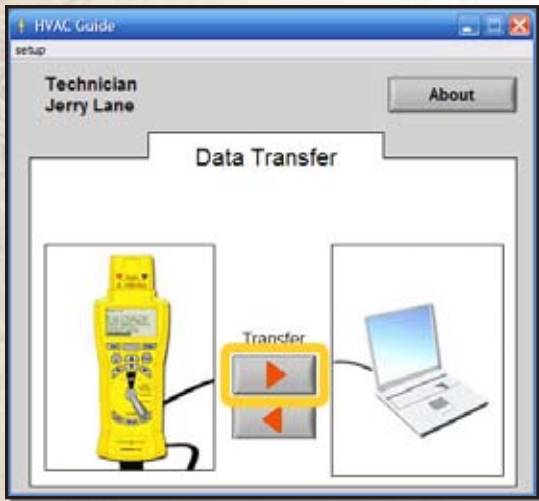 HVAC Guide
setup
Technician
Jerry Lane
About
Data Transfer
Transfer